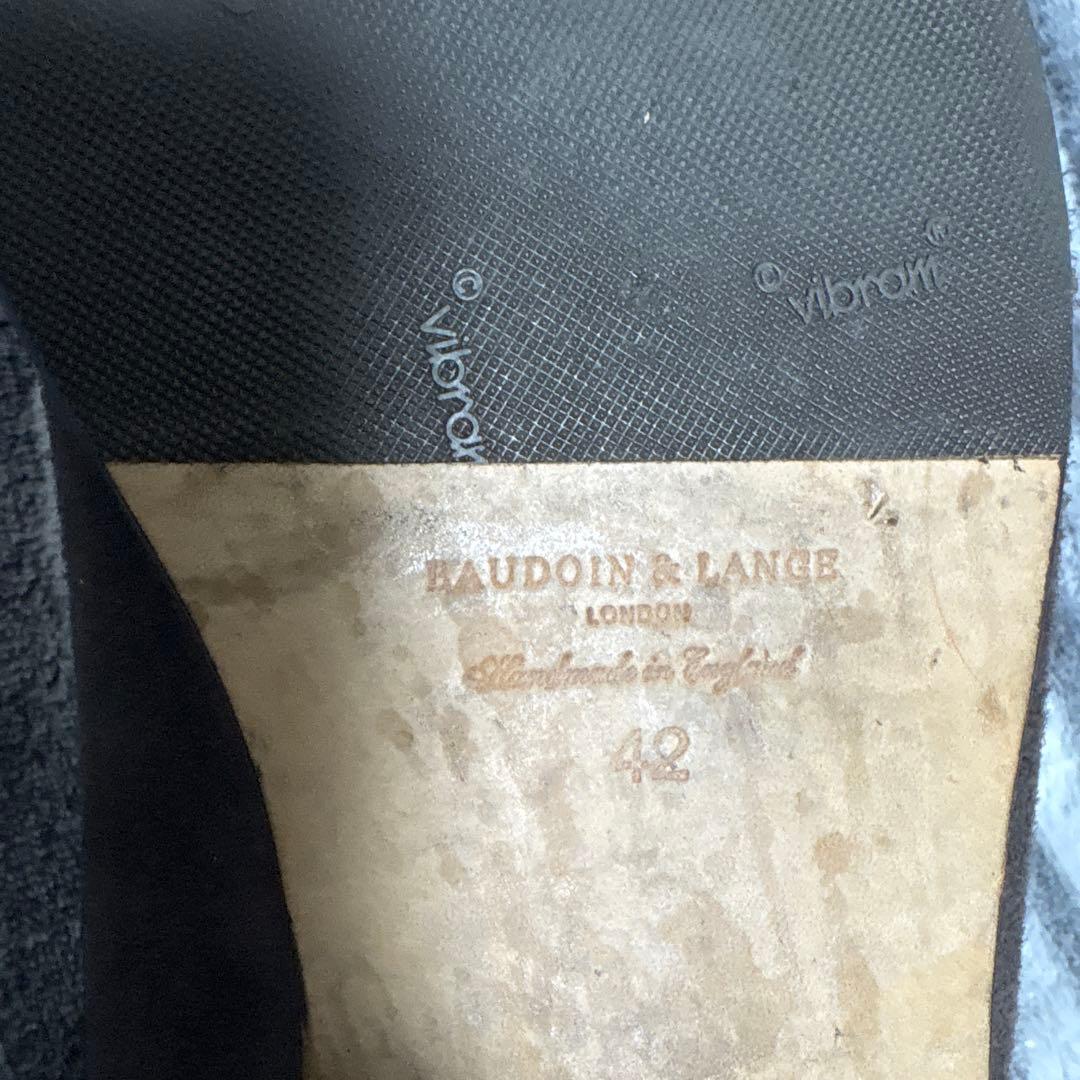 © vibram ®
© vibram
BAUDOIN & LANGE
LONDON
Handmade in England
42